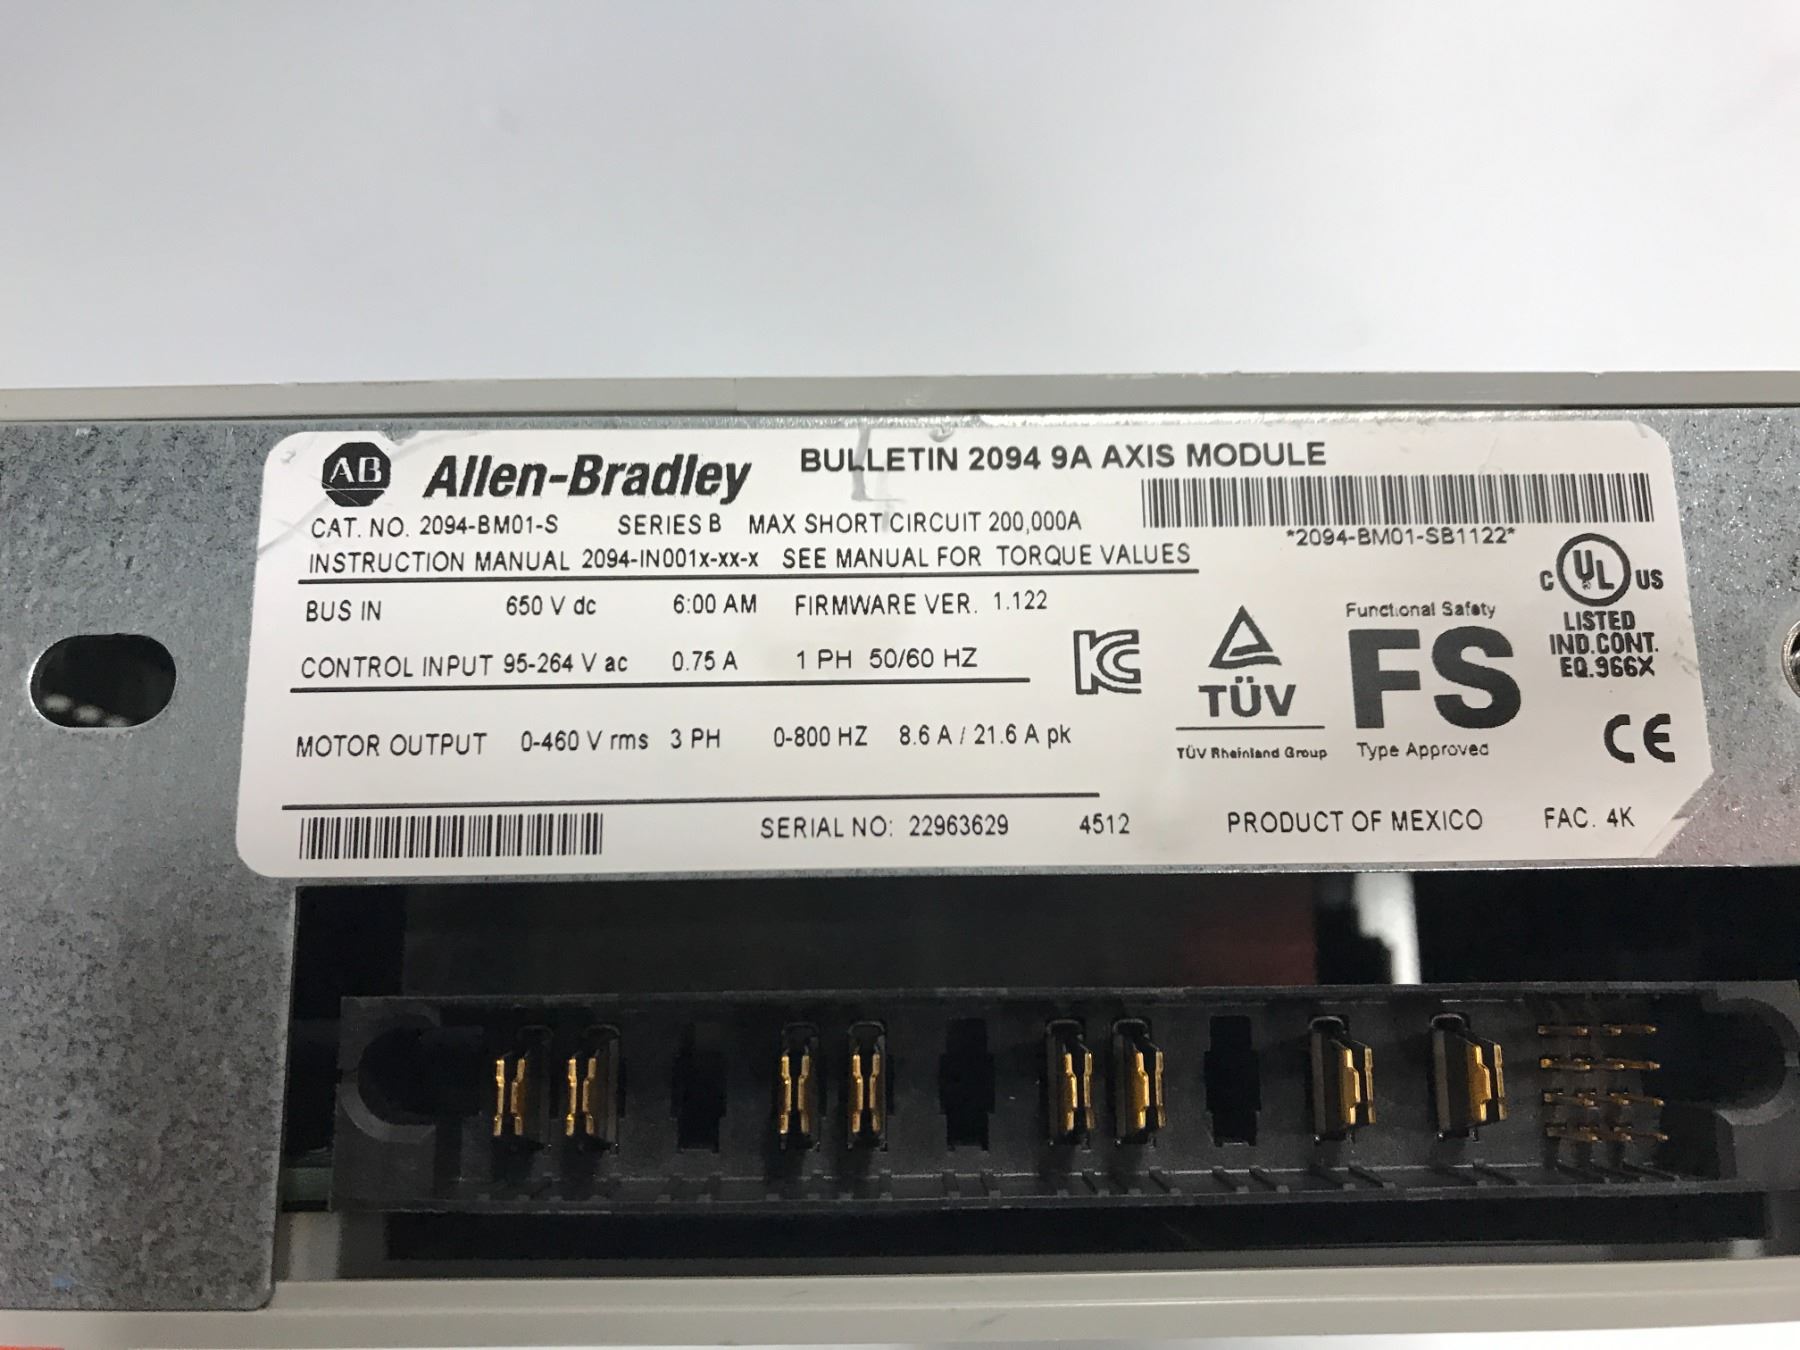 AB Allen-Bradley BULLETIN 2094 9A AXIS MODULE
CAT. NO. 2094-BM01-S SERIES B MAX SHORT CIRCUIT 200,000A
*2094-BM01-SB1122*
INSTRUCTION MANUAL 2094-IN001x-xx-x SEE MANUAL FOR TORQUE VALUES
BUS IN 650 V dc 6:00 AM FIRMWARE VER. 1.122
CONTROL INPUT 95-264 V ac 0.75 A 1 PH 50/60 HZ
MOTOR OUTPUT 0-460 V rms 3 PH 0-800 HZ 8.6 A / 21.6 A pk
KC
TÜV
TÜV Rheinland Group
Functional Safety
FS
Type Approved
C UL US
LISTED
IND.CONT.
EQ.966X
CE
SERIAL NO: 22963629 4512 PRODUCT OF MEXICO FAC. 4K